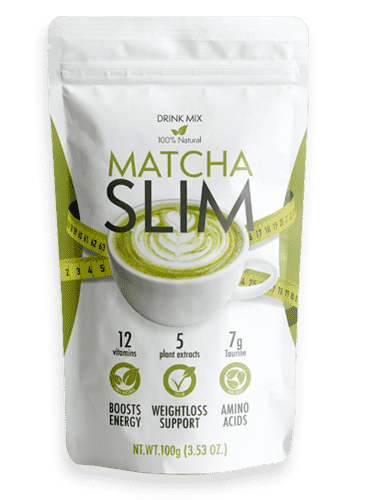 DRINK MIX
100% Natural
MATCHA
SLIM
12
vitamins
5
plant extracts
7g
Taurine
BOOSTS
ENERGY
WEIGHTLOSS
SUPPORT
AMINO
ACIDS
NT.WT.100g (3.53 OZ.)